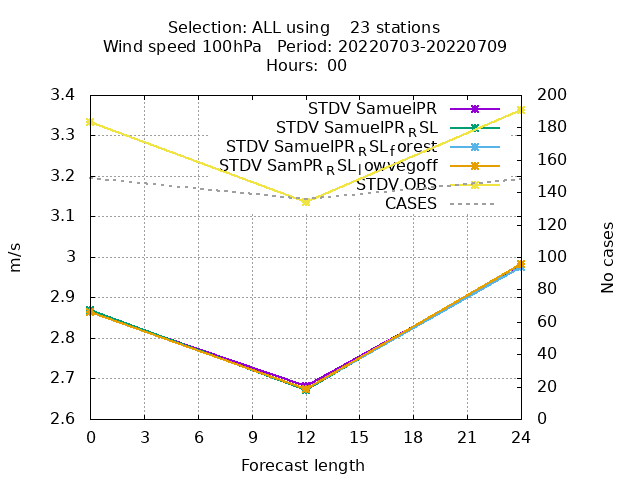 Selection: ALL using    23 stations
Wind speed 100hPa   Period: 20220703-20220709
Hours:  00
3.4
3.3
3.2
3.1
3
2.9
2.8
2.7
2.6
m/s
STDV SamuelPR
STDV SamuelPR_RSL
STDV SamuelPR_RSL_forest
STDV SamPR_RSL_lowvegoff
STDV OBS
CASES
200
180
160
140
120
100
80
60
40
20
0
No cases
0 3 6 9 12 15 18 21 24
Forecast length